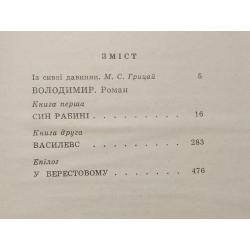 ЗМІСТ
Із сивої давнини. М. С. Грицай 5
ВОЛОДИМИР. Роман
Книга перша
СИН РАБИНІ . . . . . . . . 16
Книга друга
ВАСИЛЕВС . . . . . . . . 283
Епілог
У БЕРЕСТОВОМУ . . . . . . 476